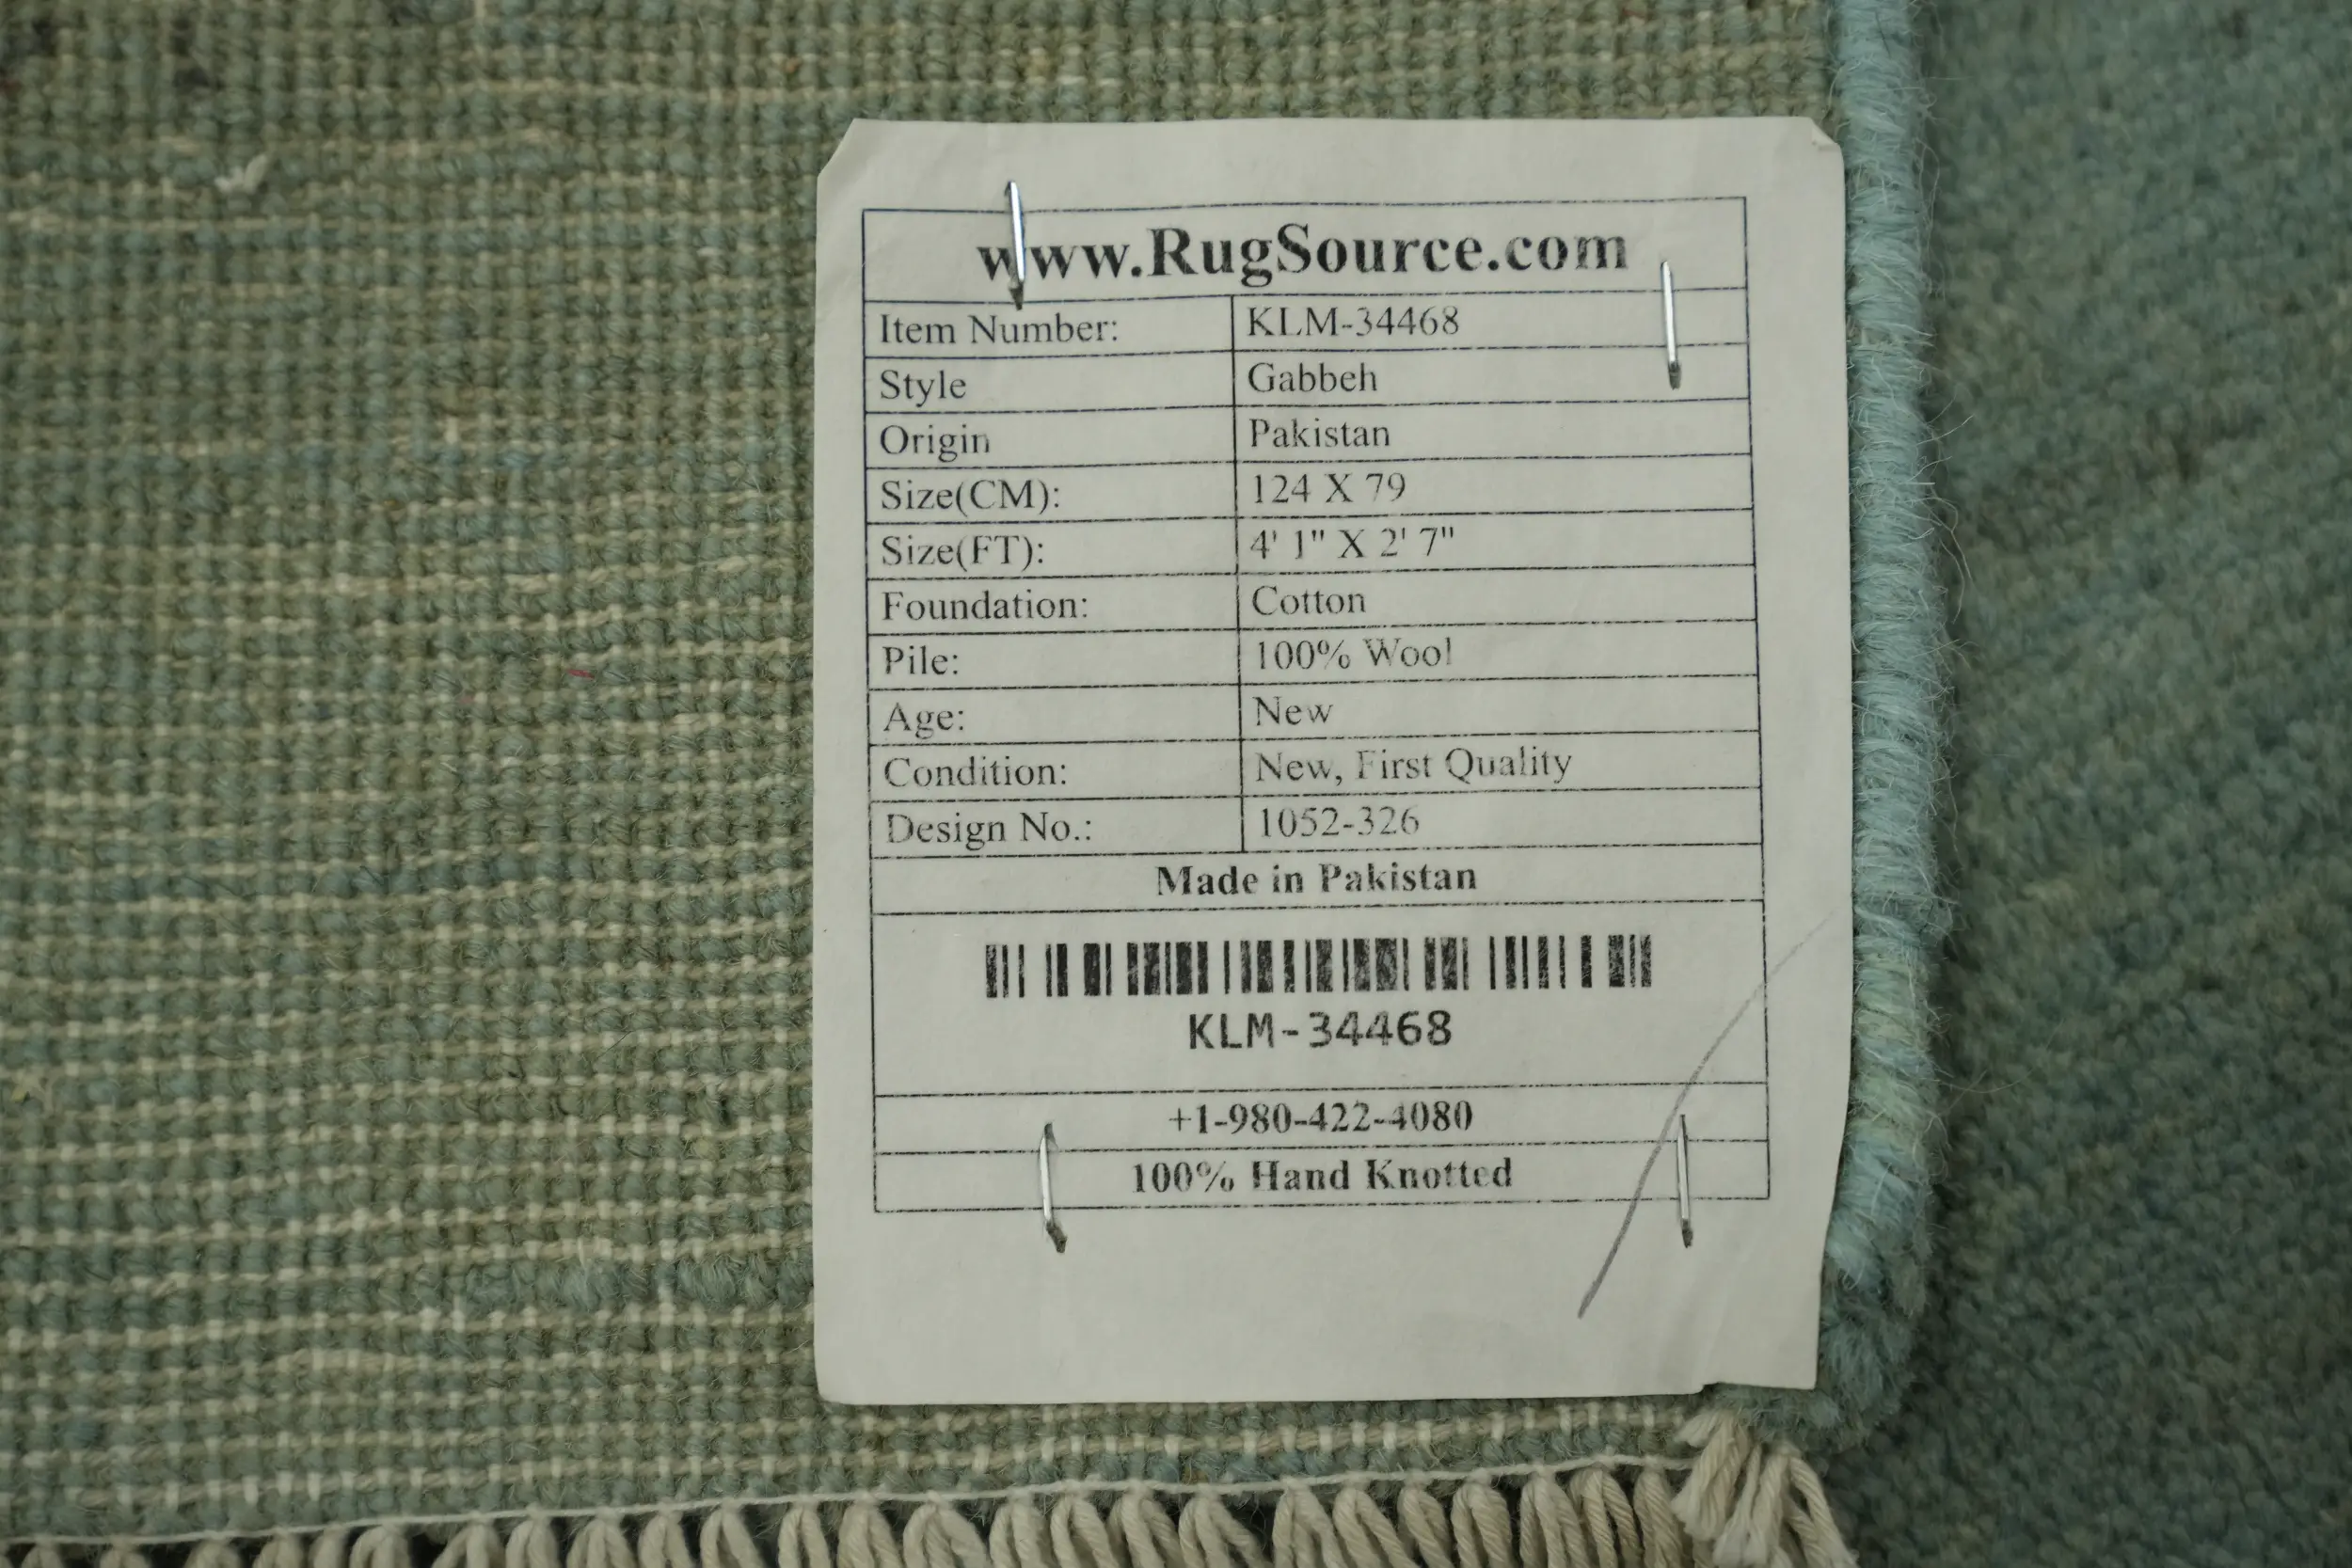 www.RugSource.com
Item Number: KLM-34468
Style Gabbeh
Origin Pakistan
Size(CM): 124 X 79
Size(FT): 4' 1" X 2' 7"
Foundation: Cotton
Pile: 100% Wool
Age: New
Condition: New, First Quality
Design No.: 1052-326
Made in Pakistan
KLM-34468
+1-980-422-4080
100% Hand Knotted